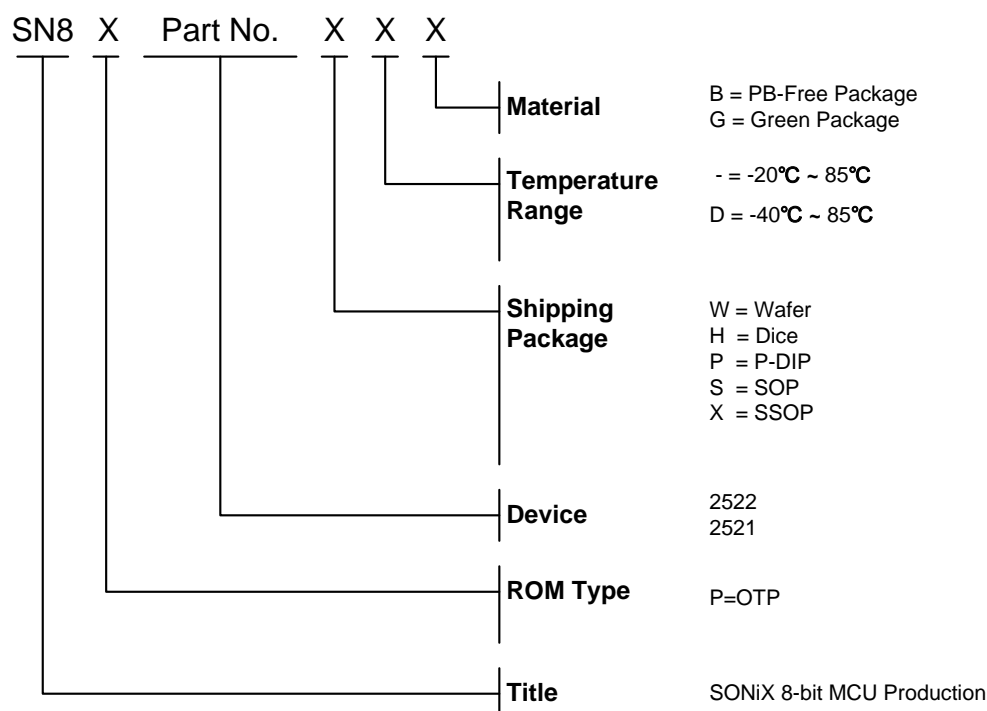 SN8 X Part No. X X X
Material
B = PB-Free Package
G = Green Package
Temperature
Range
- = -20℃ ~ 85℃
D = -40℃ ~ 85℃
Shipping
Package
W = Wafer
H = Dice
P = P-DIP
S = SOP
X = SSOP
Device
2522
2521
ROM Type
P=OTP
Title
SONiX 8-bit MCU Production